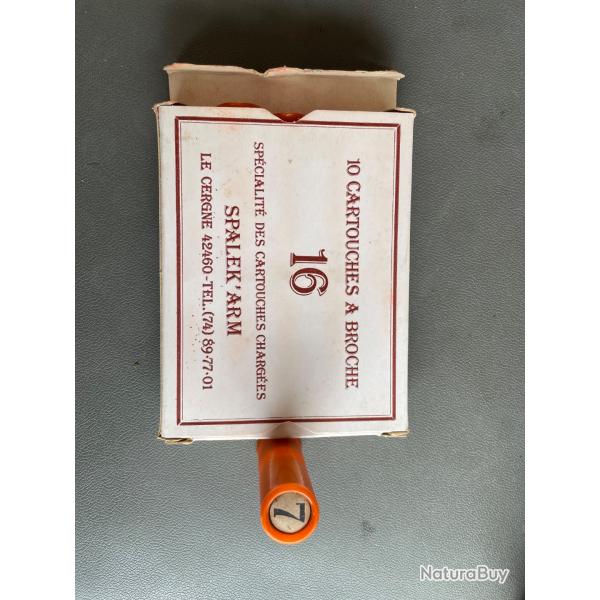 10 CARTOUCHES A BROCHE
16
SPÉCIALITÉ DES CARTOUCHES CHARGÉES
SPALEK'ARM
LE CERGNE 42460-TEL.(74) 89-77-01
7
NaturaBuy